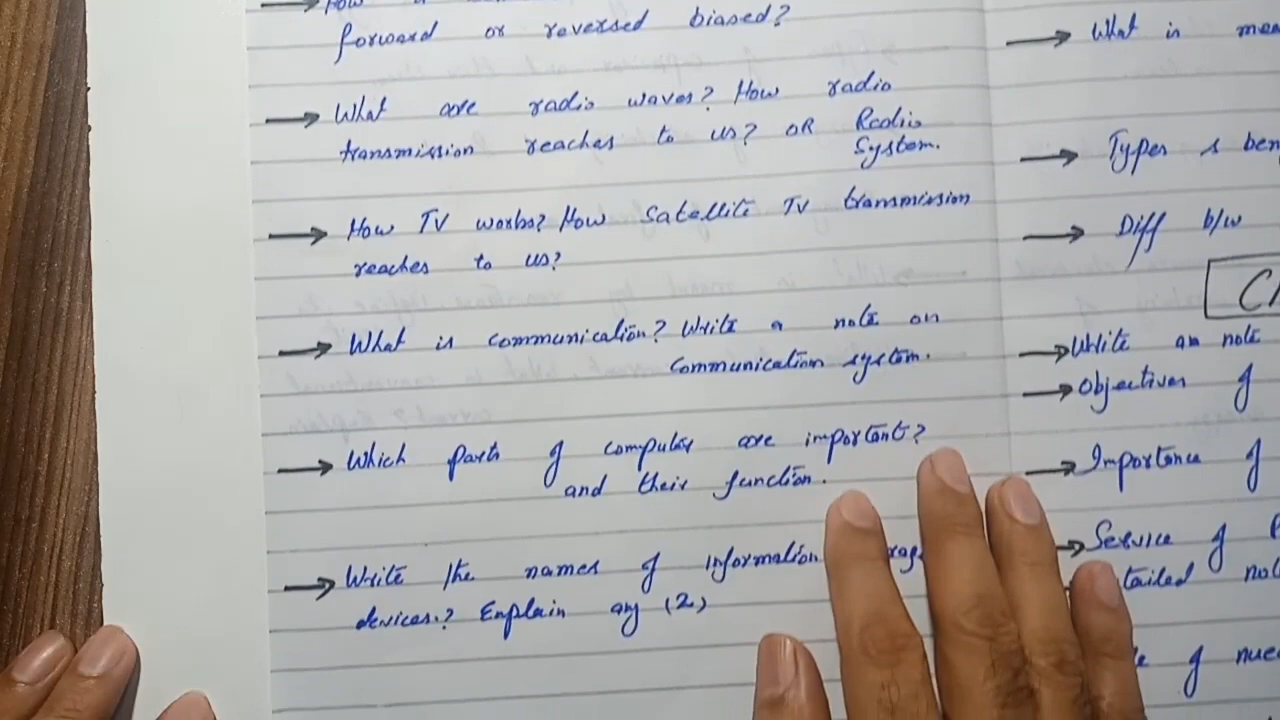 forward or reversed biased?
What are radio waves? How radio
transmission reaches to us? OR Radio
System.
How TV works? How Satellite TV transmission
reaches to us?
What is communication? Write a note on
Communication system.
Which parts of computer are important?
and their function.
Write the names of information
devices.? Explain any (2)
What is
Types & ben
Diff b/w
Write an note
Objectives of
Importance of
Service of
tailed
of